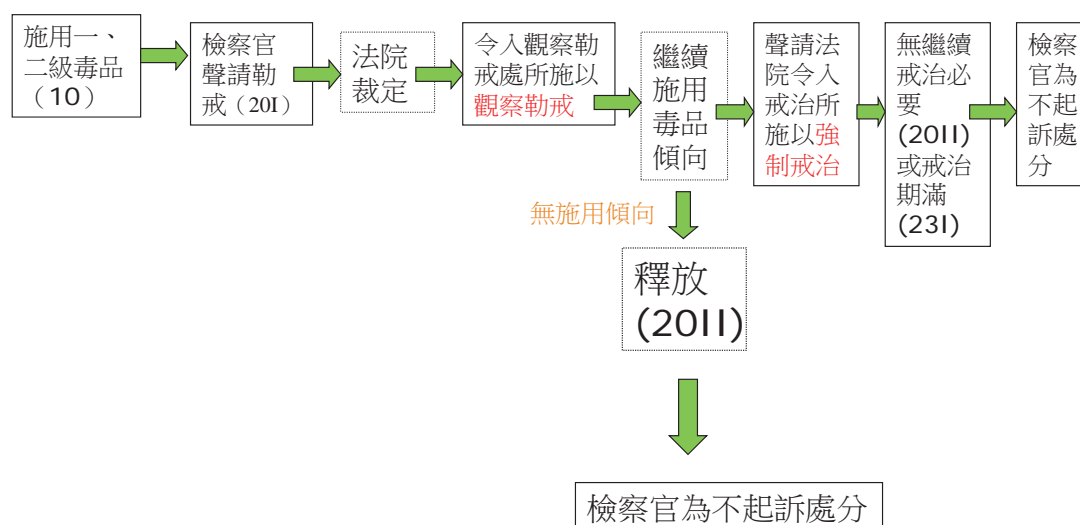 施用一、
二級毒品
（10）
檢察官
聲請勒
戒（20I）
法院
裁定
令入觀察勒
戒處所施以
觀察勒戒
繼續
施用
毒品
傾向
聲請法
院令入
戒治所
施以強
制戒治
無繼續
戒治必
要
(20II)
或戒治
期滿
(23I)
檢察
官為
不起
訴處
分
無施用傾向
釋放
(20II)
檢察官為不起訴處分